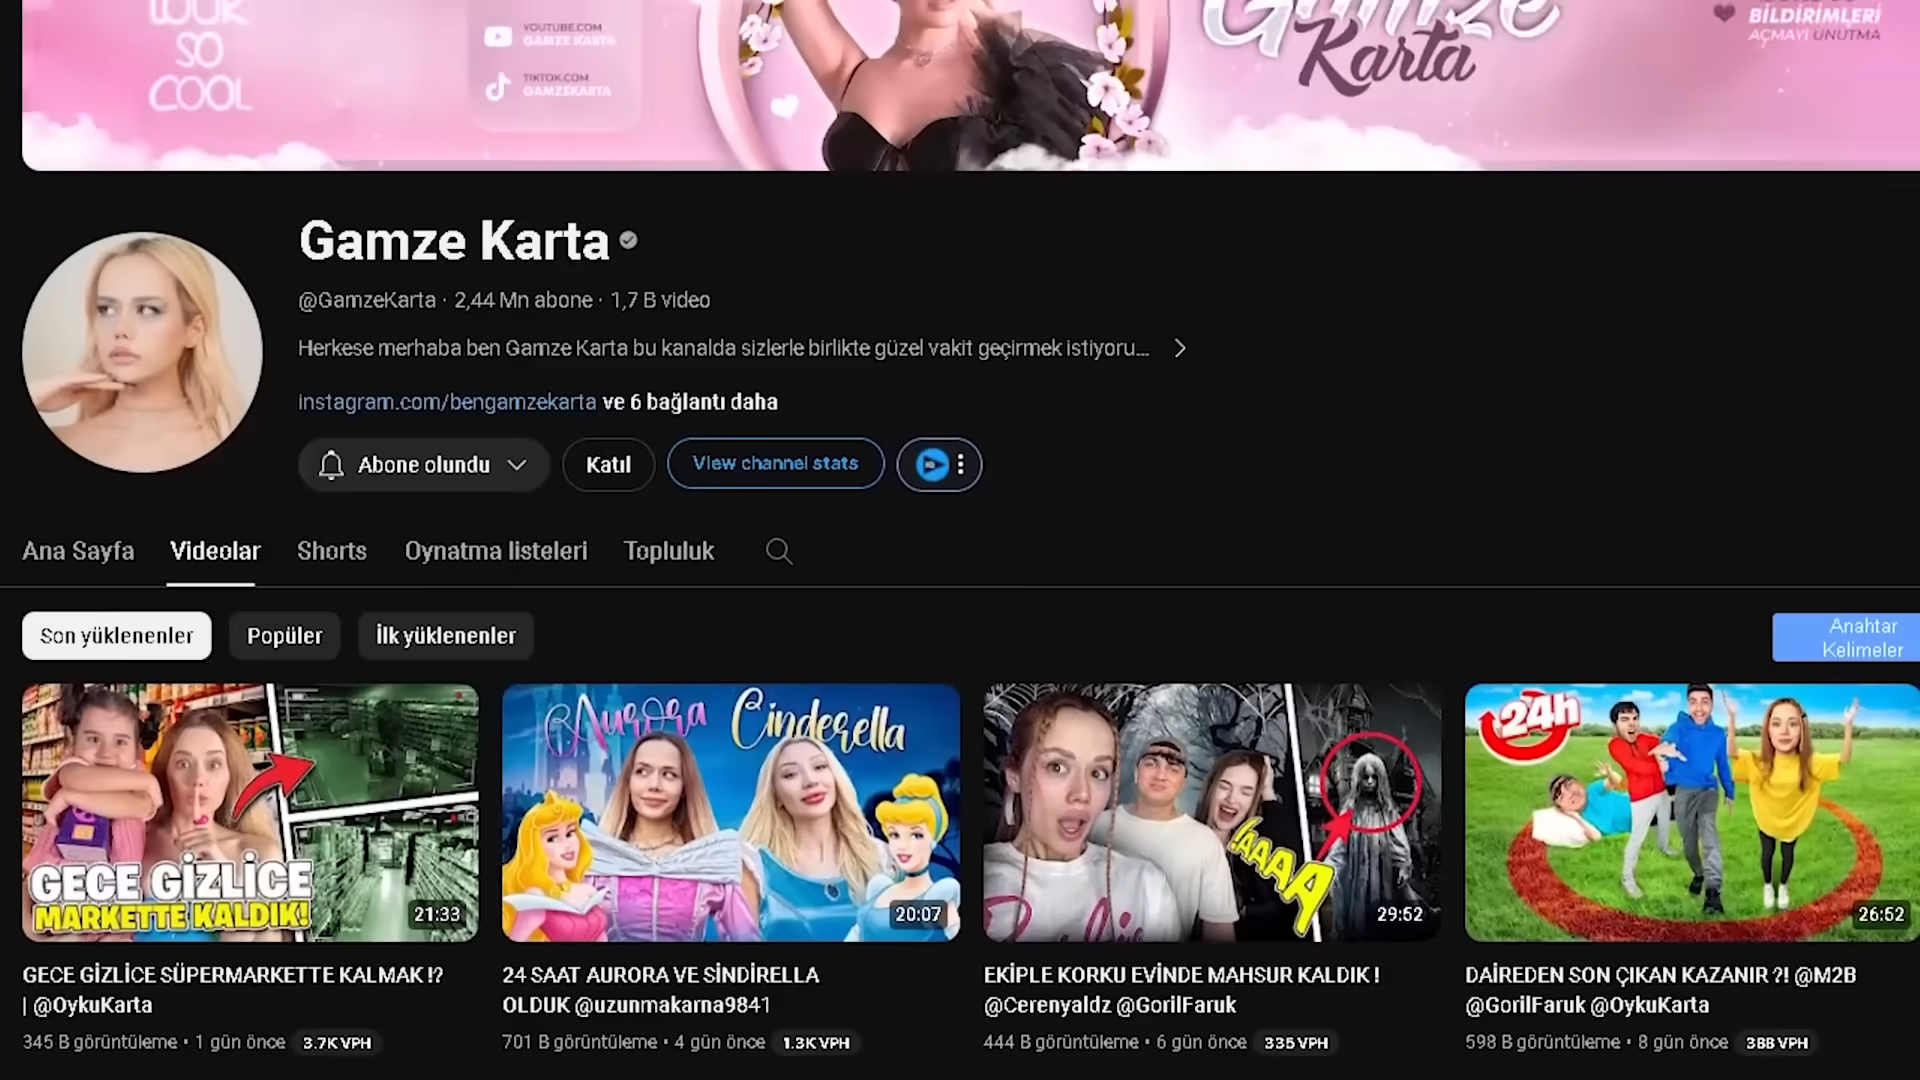 SO
COOL
YOUTUBE.COM
GAMZE KARTA
TIKTOK.COM
GAMZEKARTA
Gamze
Karta
BİLDİRİMLERİ
AÇMAYI UNUTMA
Gamze Karta
@GamzeKarta · 2,44 Mn abone · 1,7 B video
Herkese merhaba ben Gamze Karta bu kanalda sizlerle birlikte güzel vakit geçirmek istiyoru...
instagram.com/bengamzekarta ve 6 bağlantı daha
Abone olundu
Katıl
View channel stats
Ana Sayfa Videolar Shorts Oynatma listeleri Topluluk
Son yüklenenler Popüler İlk yüklenenler
Anahtar
Kelimeler
GECE GİZLİCE
MARKETTE KALDIK!
21:33
Aurora Cinderella
20:07
AAAA
29:52
24h
26:52
GECE GİZLİCE SÜPERMARKETTE KALMAK !?
| @OykuKarta
345 B görüntüleme • 1 gün önce 3.7K VPH
24 SAAT AURORA VE SİNDİRELLA
OLDUK @uzunmakarna9841
701 B görüntüleme • 4 gün önce 1.3K VPH
EKİPLE KORKU EVİNDE MAHSUR KALDIK !
@Cerenyaldz @GorilFaruk
444 B görüntüleme • 6 gün önce 335 VPH
DAİREDEN SON ÇIKAN KAZANIR ?! @M2B
@GorilFaruk @OykuKarta
598 B görüntüleme • 8 gün önce 388 VPH